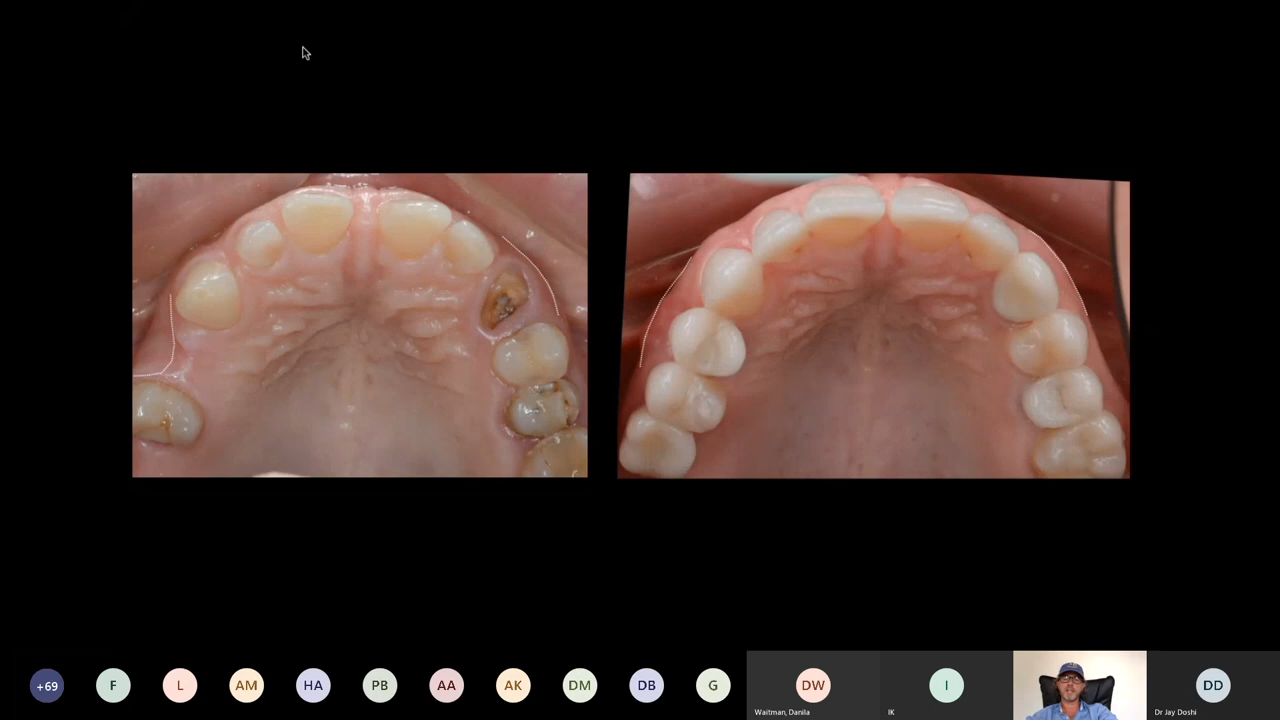 +69
F
L
AM
HA
PB
AA
AK
DM
DB
G
DW
I
DD
Waitman, Danila
IK
Dr Jay Doshi